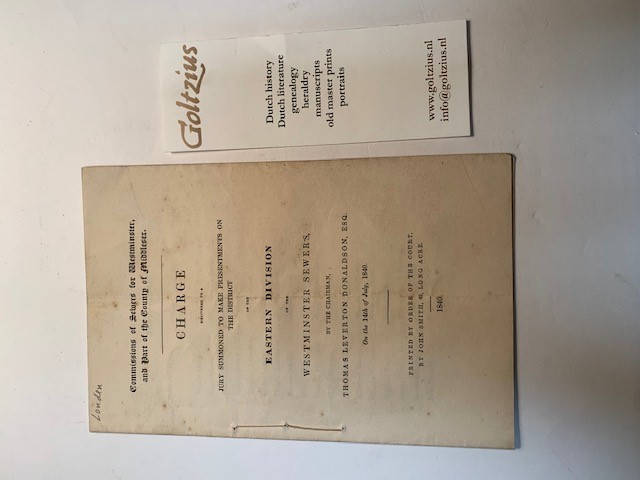 Goltzius
Dutch history
Dutch literature
genealogy
heraldry
manuscripts
old master prints
portraits
www.goltzius.nl
info@goltzius.nl
London
Commissions of Sewers for Westminster,
and Part of the County of Middlesex.
CHARGE
DELIVERED TO A
JURY SUMMONED TO MAKE PRESENTMENTS ON
THE DISTRICT
OF THE
EASTERN DIVISION
OF THE
WESTMINSTER SEWERS,
BY THE CHAIRMAN,
THOMAS LEVERTON DONALDSON, ESQ.
On the 14th of July, 1840.
PRINTED BY ORDER OF THE COURT,
BY JOHN SMITH, 49, LONG ACRE.
1840.